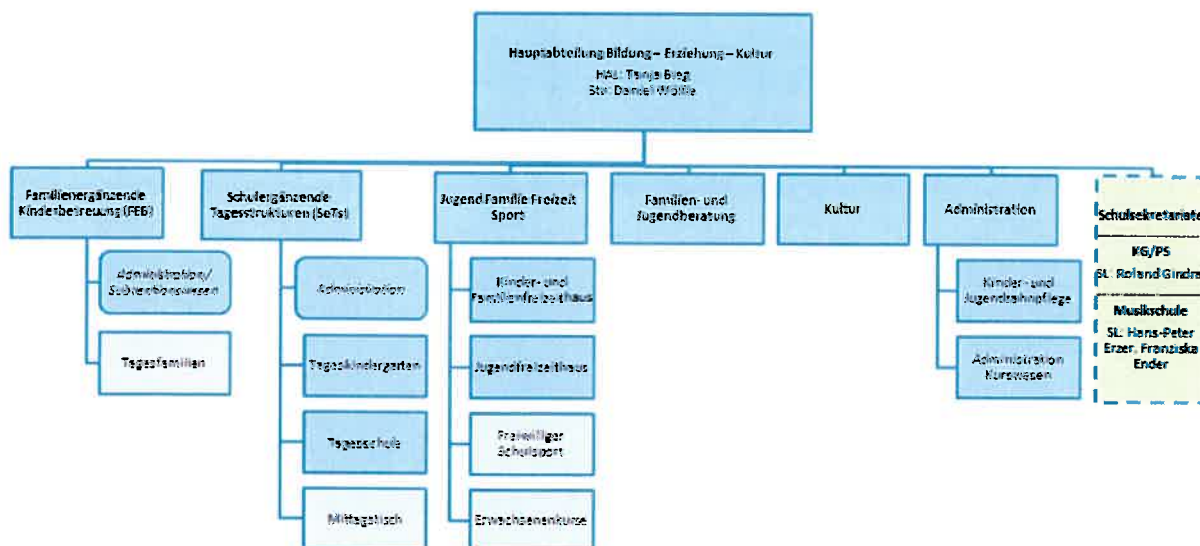 Hauptabteilung Bildung – Erziehung – Kultur
HAL: Tanja Bieg
Stv: Daniel Wölfle
Familienergänzende
Kinderbetreuung (FEB)
Schulergänzende
Tagesstrukturen (SeTs)
Jugend Familie Freizeit
Sport
Familien- und
Jugendberatung
Kultur
Administration
Schulsekretariate
KG/PS
SL: Roland
Musikschule
SL: Hans-Peter
Erzer, Franziska
Ender
Administration/
Subventionswesen
Tagesfamilien
Administration
Tageskindergarten
Tagesschule
Mittagstisch
Kinder- und
Familienfreizeithaus
Jugendfreizeithaus
Freiwilliger
Schulsport
Erwachsenenkurse
Kinder- und
Jugendzahnpflege
Administration
Kurswesen